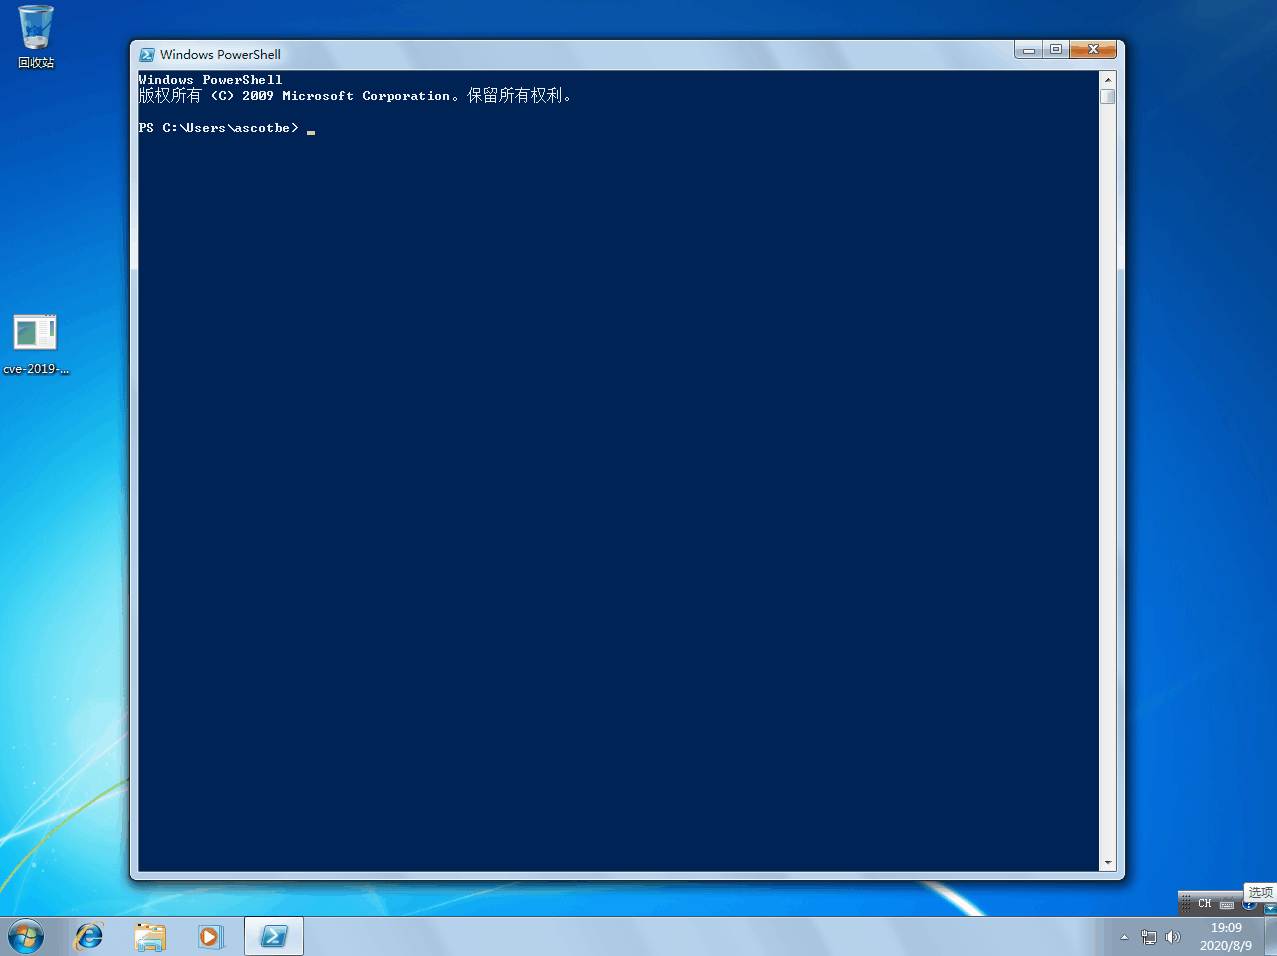 回收站
Windows PowerShell
Windows PowerShell
版权所有 (C) 2009 Microsoft Corporation。保留所有权利。
PS C:\Users\ascotbe>
cve-2019-...
选项
CH
19:09
2020/8/9